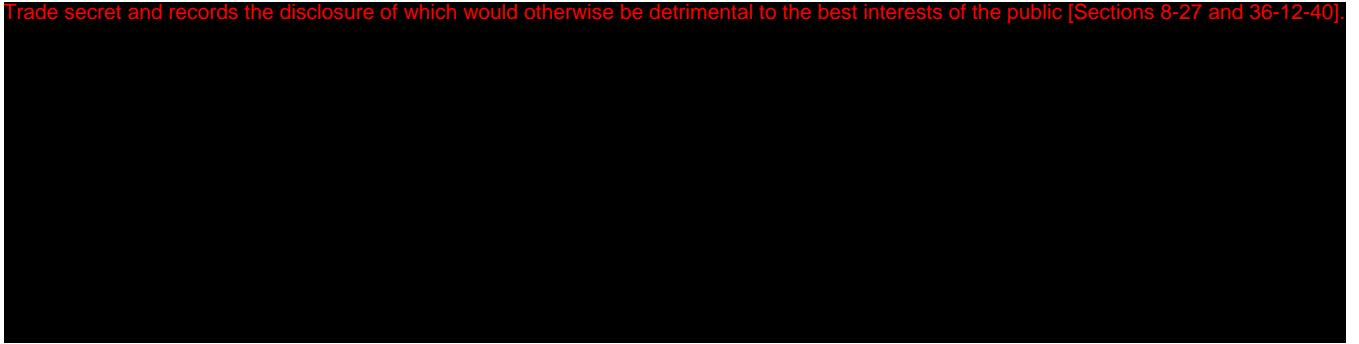 Trade secret and records the disclosure of which would otherwise be detrimental to the best interests of the public [Sections 8-27 and 36-12-40].